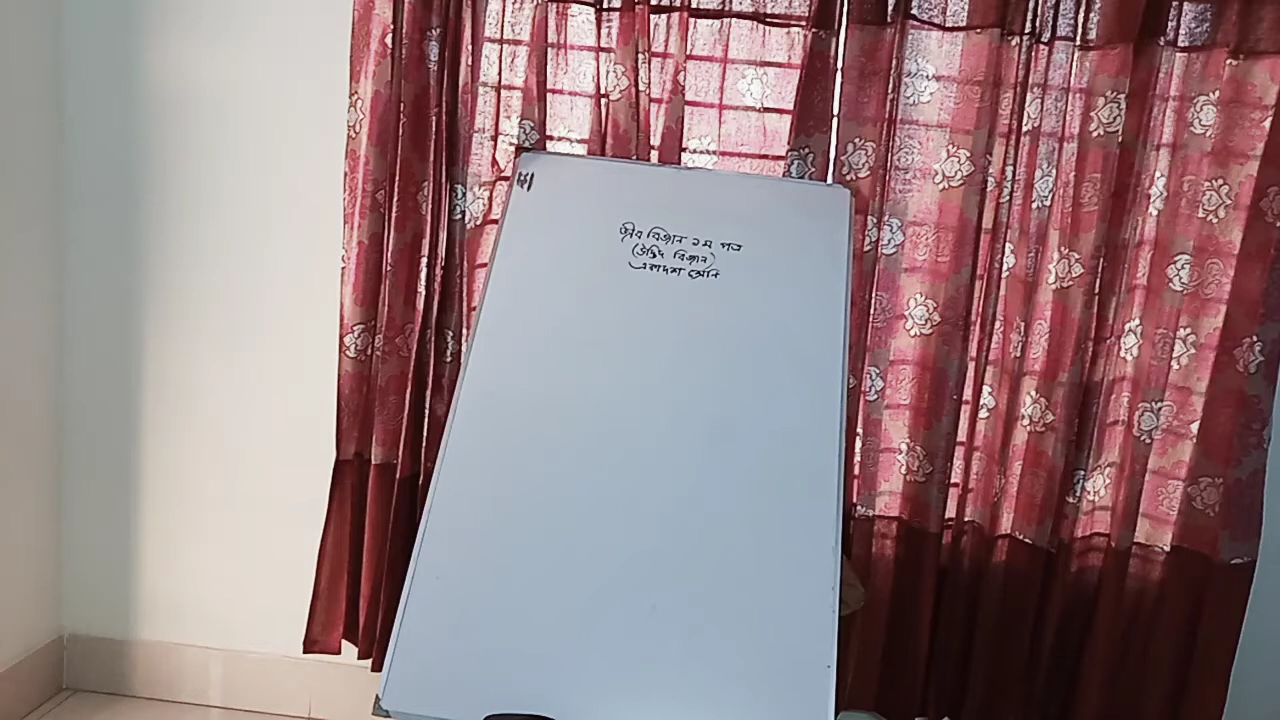 জীব বিজ্ঞান ১ম পত্র
(উদ্ভিদ বিজ্ঞান)
একাদশ শ্রেনি